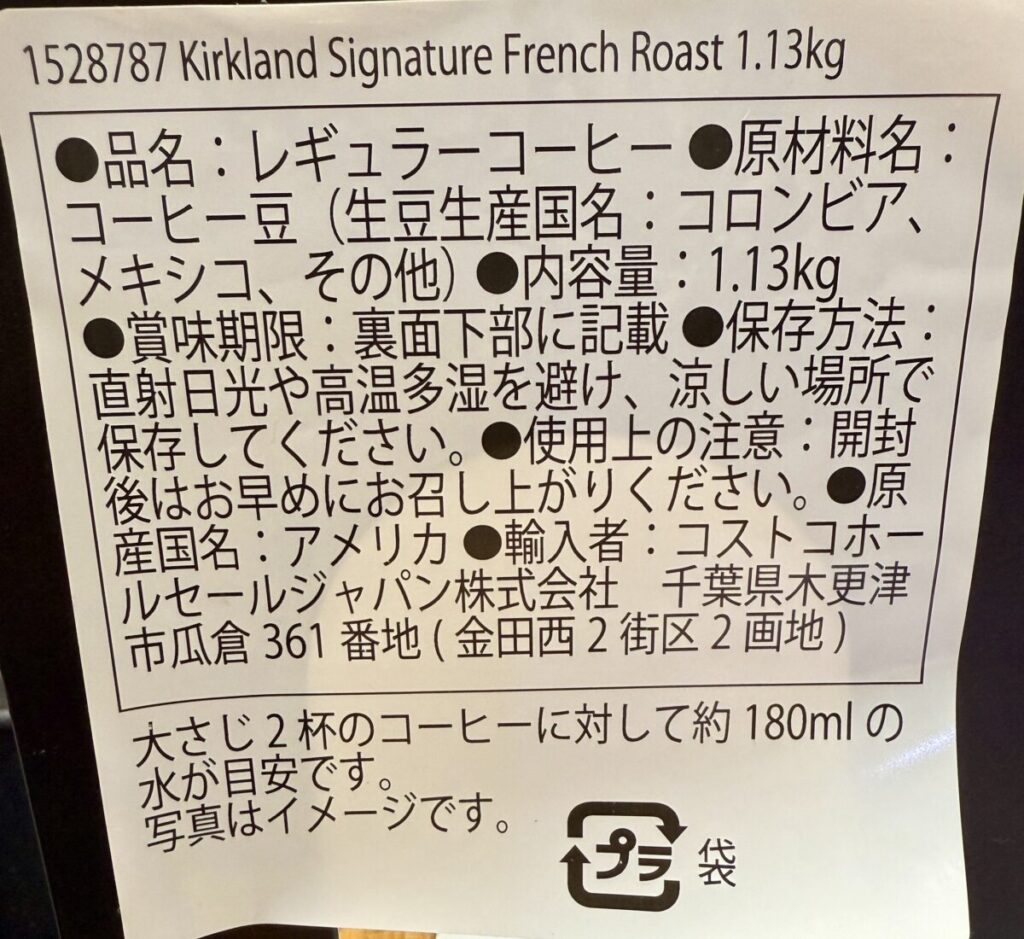 1528787 Kirkland Signature French Roast 1.13kg
●品名：レギュラーコーヒー ●原材料名：
コーヒー豆（生豆生産国名：コロンビア、
メキシコ、その他）●内容量：1.13kg
●賞味期限：裏面下部に記載 ●保存方法：
直射日光や高温多湿を避け、涼しい場所で
保存してください。●使用上の注意：開封
後はお早めにお召し上がりください。●原
産国名：アメリカ ●輸入者：コストコホー
ルセールジャパン株式会社　千葉県木更津
市瓜倉 361 番地 ( 金田西 2 街区 2 画地 )
大さじ 2 杯のコーヒーに対して約 180ml の
水が目安です。
写真はイメージです。
プラ 袋